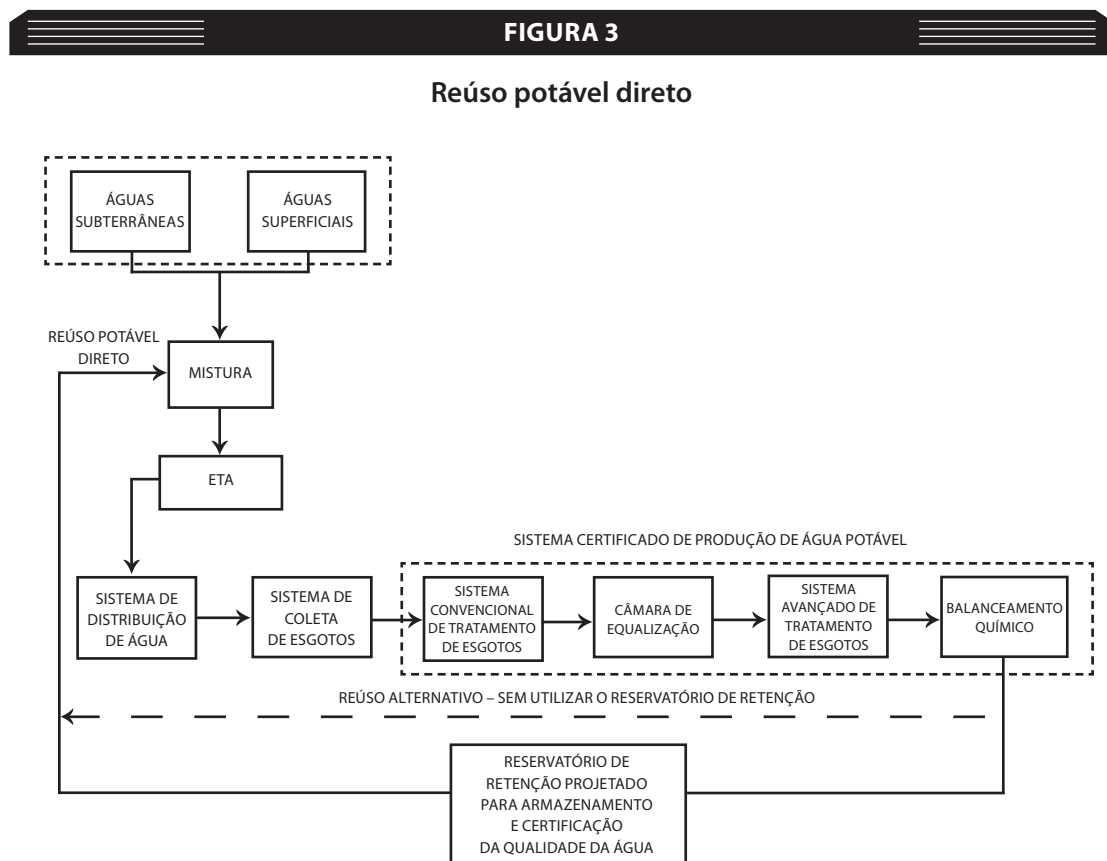 FIGURA 3
Reúso potável direto
ÁGUAS
SUBTERRÂNEAS
ÁGUAS
SUPERFICIAIS
REÚSO POTÁVEL
DIRETO
MISTURA
ETA
SISTEMA CERTIFICADO DE PRODUÇÃO DE ÁGUA POTÁVEL
SISTEMA DE
DISTRIBUIÇÃO
DE ÁGUA
SISTEMA DE
COLETA
DE ESGOTOS
SISTEMA
CONVENCIONAL
DE TRATAMENTO
DE ESGOTOS
CÂMARA DE
EQUALIZAÇÃO
SISTEMA
AVANÇADO DE
TRATAMENTO
DE ESGOTOS
BALANCEAMENTO
QUÍMICO
REÚSO ALTERNATIVO – SEM UTILIZAR O RESERVATÓRIO DE RETENÇÃO
RESERVATÓRIO DE
RETENÇÃO PROJETADO
PARA ARMAZENAMENTO
E CERTIFICAÇÃO
DA QUALIDADE DA ÁGUA